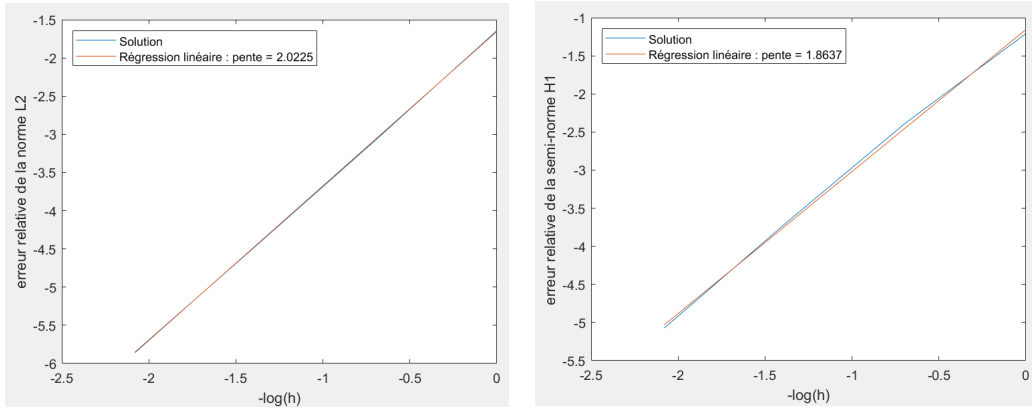 Solution
Régression linéaire : pente = 2.0225
erreur relative de la norme L2
-1.5
-2
-2.5
-3
-3.5
-4
-4.5
-5
-5.5
-6
-2.5 -2 -1.5 -1 -0.5 0
-log(h)
Solution
Régression linéaire : pente = 1.8637
erreur relative de la semi-norme H1
-1
-1.5
-2
-2.5
-3
-3.5
-4
-4.5
-5
-5.5
-2.5 -2 -1.5 -1 -0.5 0
-log(h)